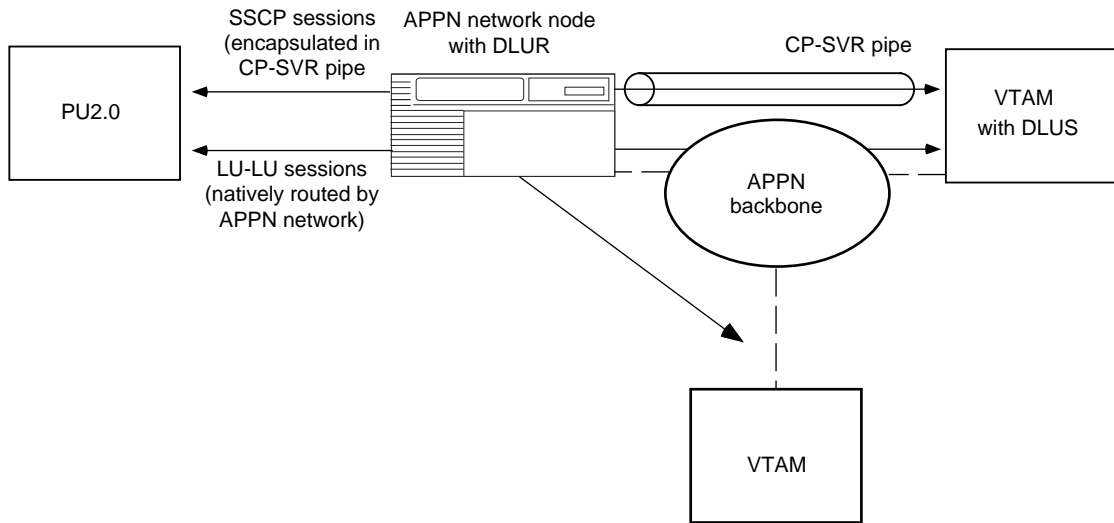 SSCP sessions
(encapsulated in
CP-SVR pipe
APPN network node
with DLUR
CP-SVR pipe
PU2.0
VTAM
with DLUS
LU-LU sessions
(natively routed by
APPN network)
APPN
backbone
VTAM